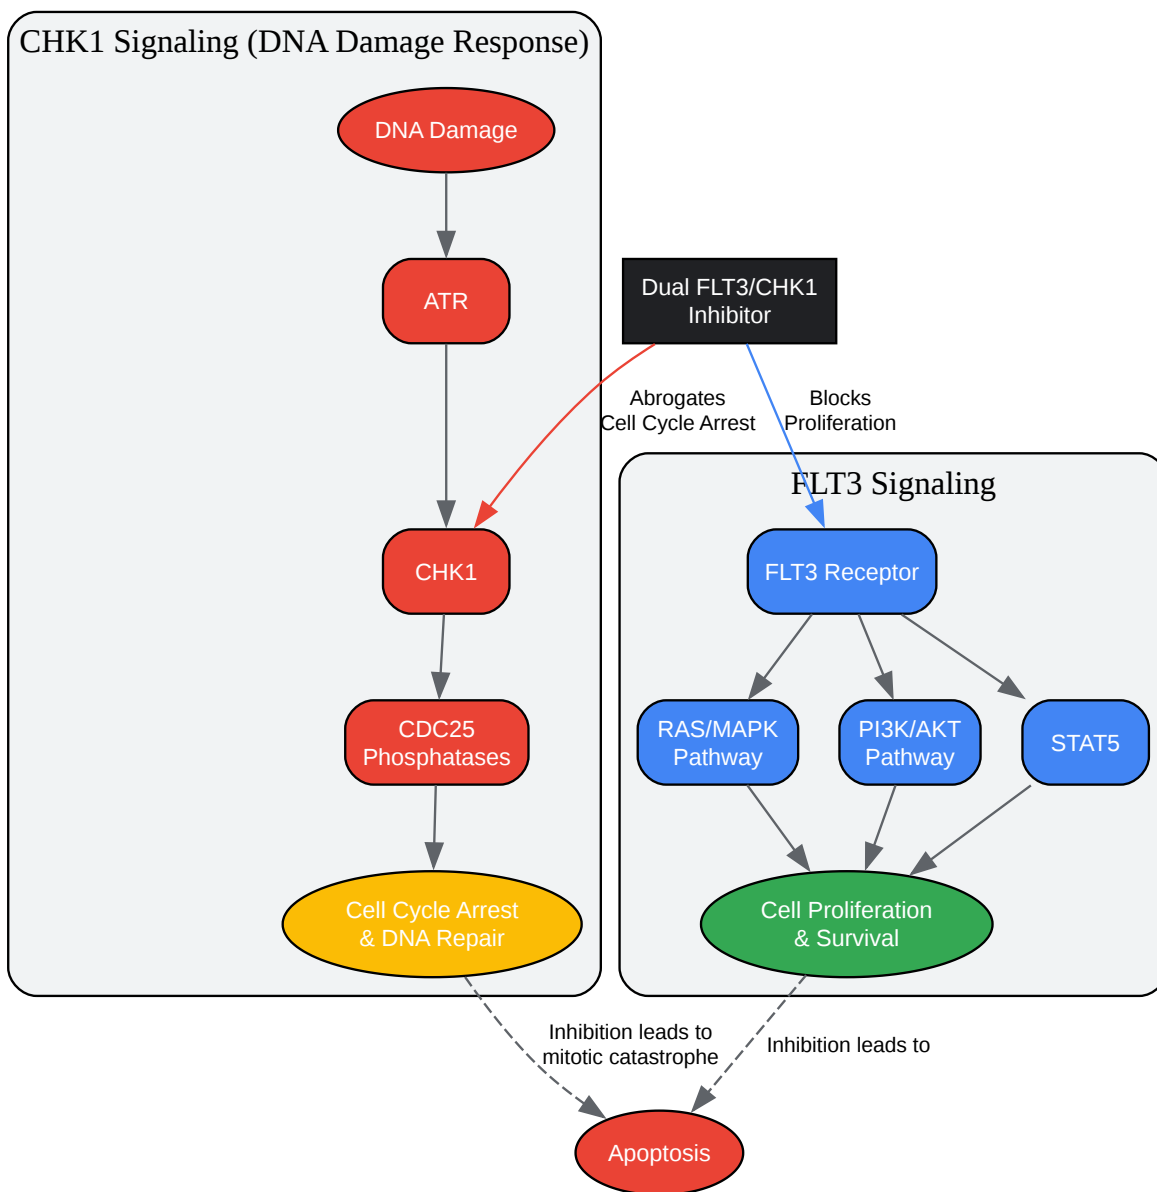 CHK1 Signaling (DNA Damage Response)
DNA Damage
ATR
Dual FLT3/CHK1
Inhibitor
Abrogates
Cell Cycle Arrest
Blocks
Proliferation
FLT3 Signaling
CHK1
FLT3 Receptor
CDC25
Phosphatases
RAS/MAPK
Pathway
PI3K/AKT
Pathway
STAT5
Cell Cycle Arrest
& DNA Repair
Cell Proliferation
& Survival
Inhibition leads to
mitotic catastrophe
Inhibition leads to
Apoptosis